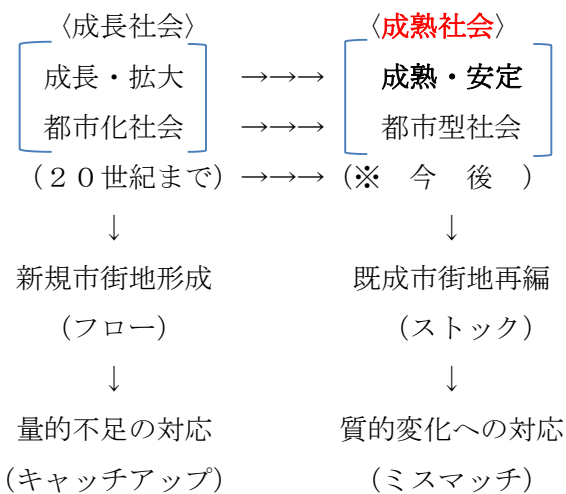 〈成長社会〉 〈成熟社会〉
成長・拡大 →→→ 成熟・安定
都市化社会 →→→ 都市型社会
(20世紀まで) →→→ (※ 今 後 )
↓ ↓
新規市街地形成 既成市街地再編
(フロー) (ストック)
↓ ↓
量的不足の対応 質的変化への対応
(キャッチアップ) (ミスマッチ)